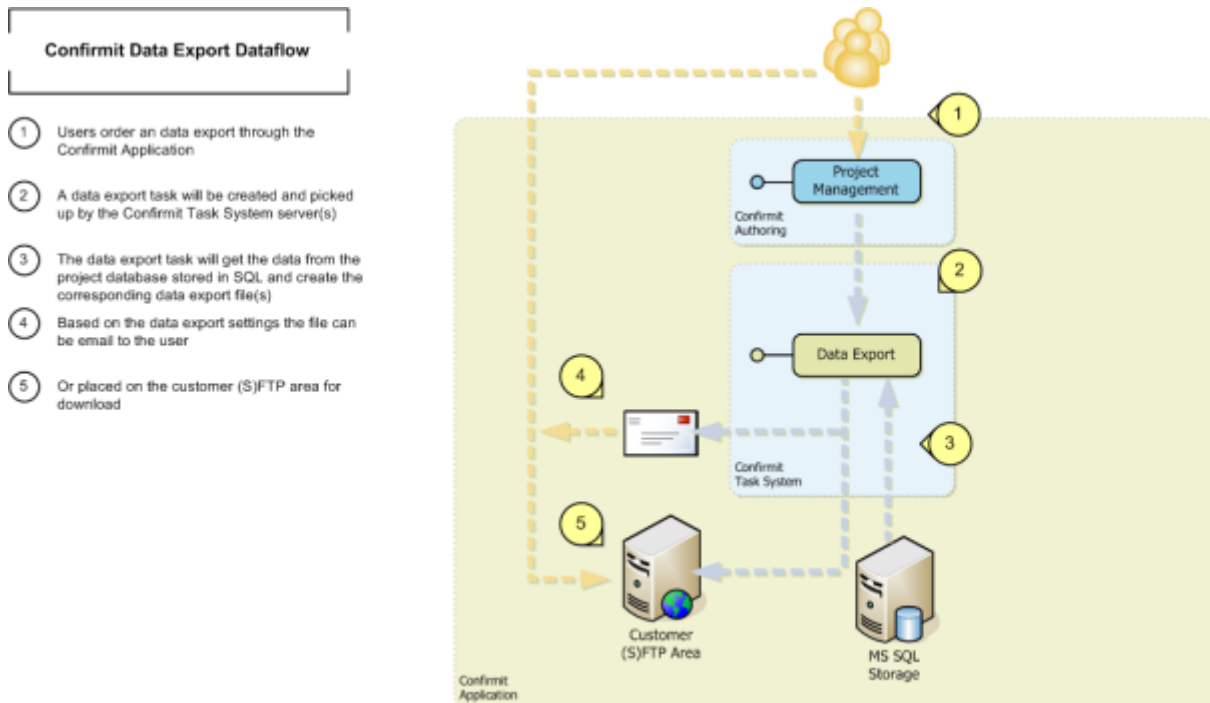 Confirmit Data Export Dataflow
1 Users order an data export through the
Confirmit Application
2 A data export task will be created and picked
up by the Confirmit Task System server(s)
3 The data export task will get the data from the
project database stored in SQL and create the
corresponding data export file(s)
4 Based on the data export settings the file can
be email to the user
5 Or placed on the customer (S)FTP area for
download
1
Project
Management
Confirmit
Authoring
2
Data Export
4
3
Confirmit
Task System
5
Customer
(S)FTP Area
MS SQL
Storage
Confirmit
Application